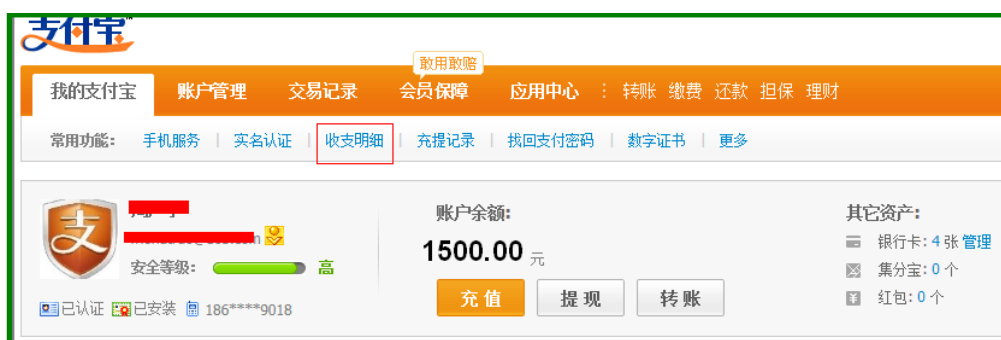 支付宝
敢用敢赔
我的支付宝 账户管理 交易记录 会员保障 应用中心 转账 缴费 还款 担保 理财
常用功能: 手机服务 | 实名认证 | 收支明细 | 充提记录 | 找回支付密码 | 数字证书 | 更多
支
账户余额:
其它资产:
1500.00 元
银行卡: 4 张 管理
安全等级: 高
集分宝: 0 个
充值 提现 转账
红包: 0 个
已认证 已安装 186****9018